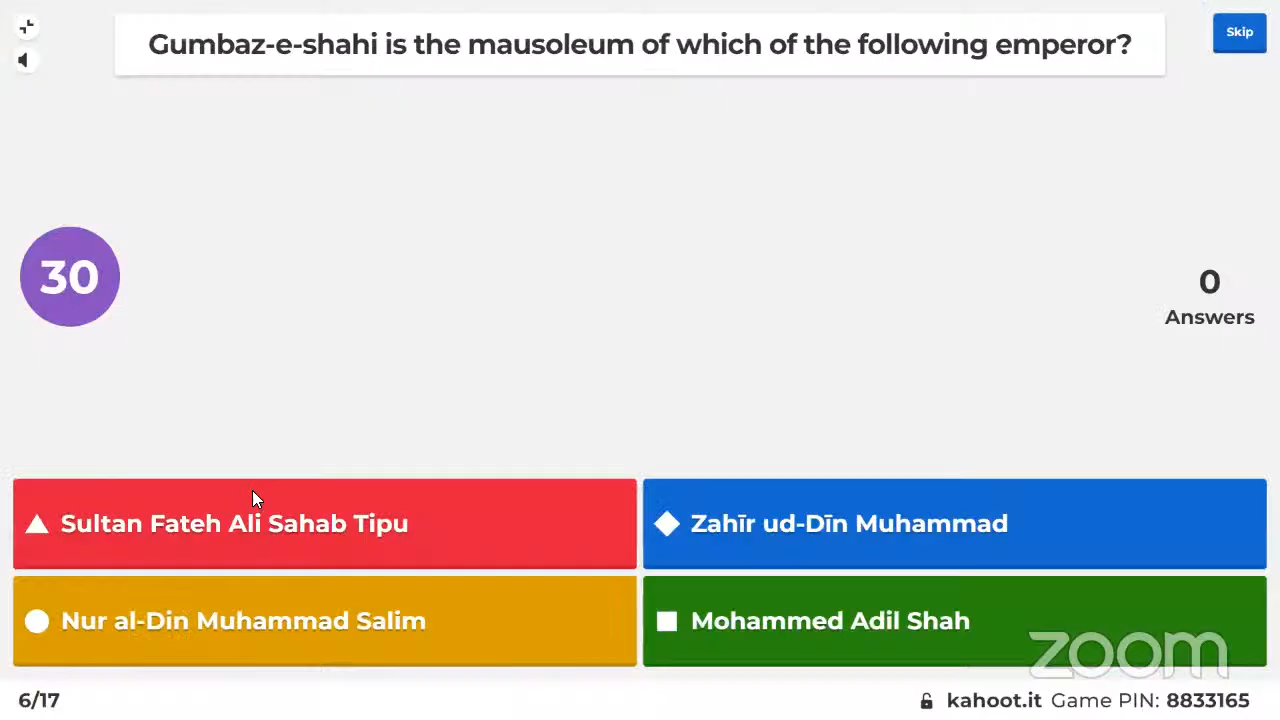 Gumbaz-e-shahi is the mausoleum of which of the following emperor?
Skip
30
0
Answers
Sultan Fateh Ali Sahab Tipu
Zahīr ud-Dīn Muhammad
Nur al-Din Muhammad Salim
Mohammed Adil Shah
zoom
6/17
kahoot.it Game PIN: 8833165